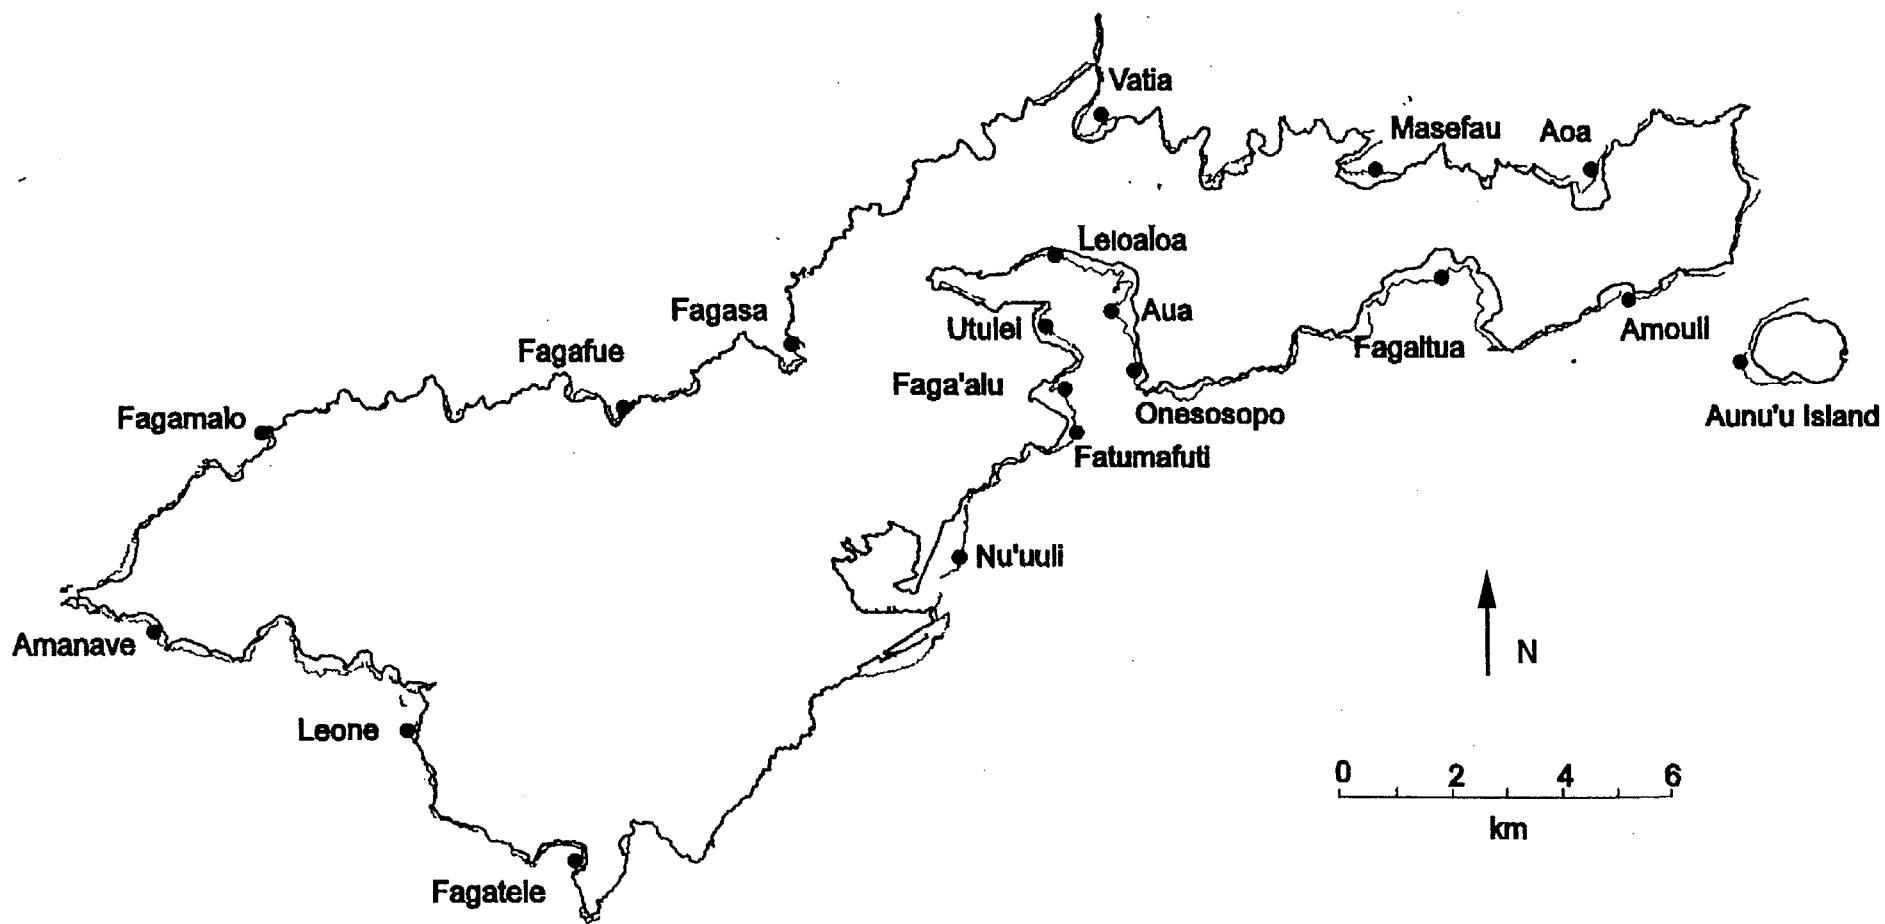 Vatia
Masefau
Aoa
Leloaloa
Fagasa
Aua
Utulei
Amouli
Fagafue
Fagaitua
Faga'alu
Fagamalo
Onesosopo
Aunu'u Island
Fatumafuti
Nu'uuli
Amanave
N
Leone
0 2 4 6
km
Fagatele